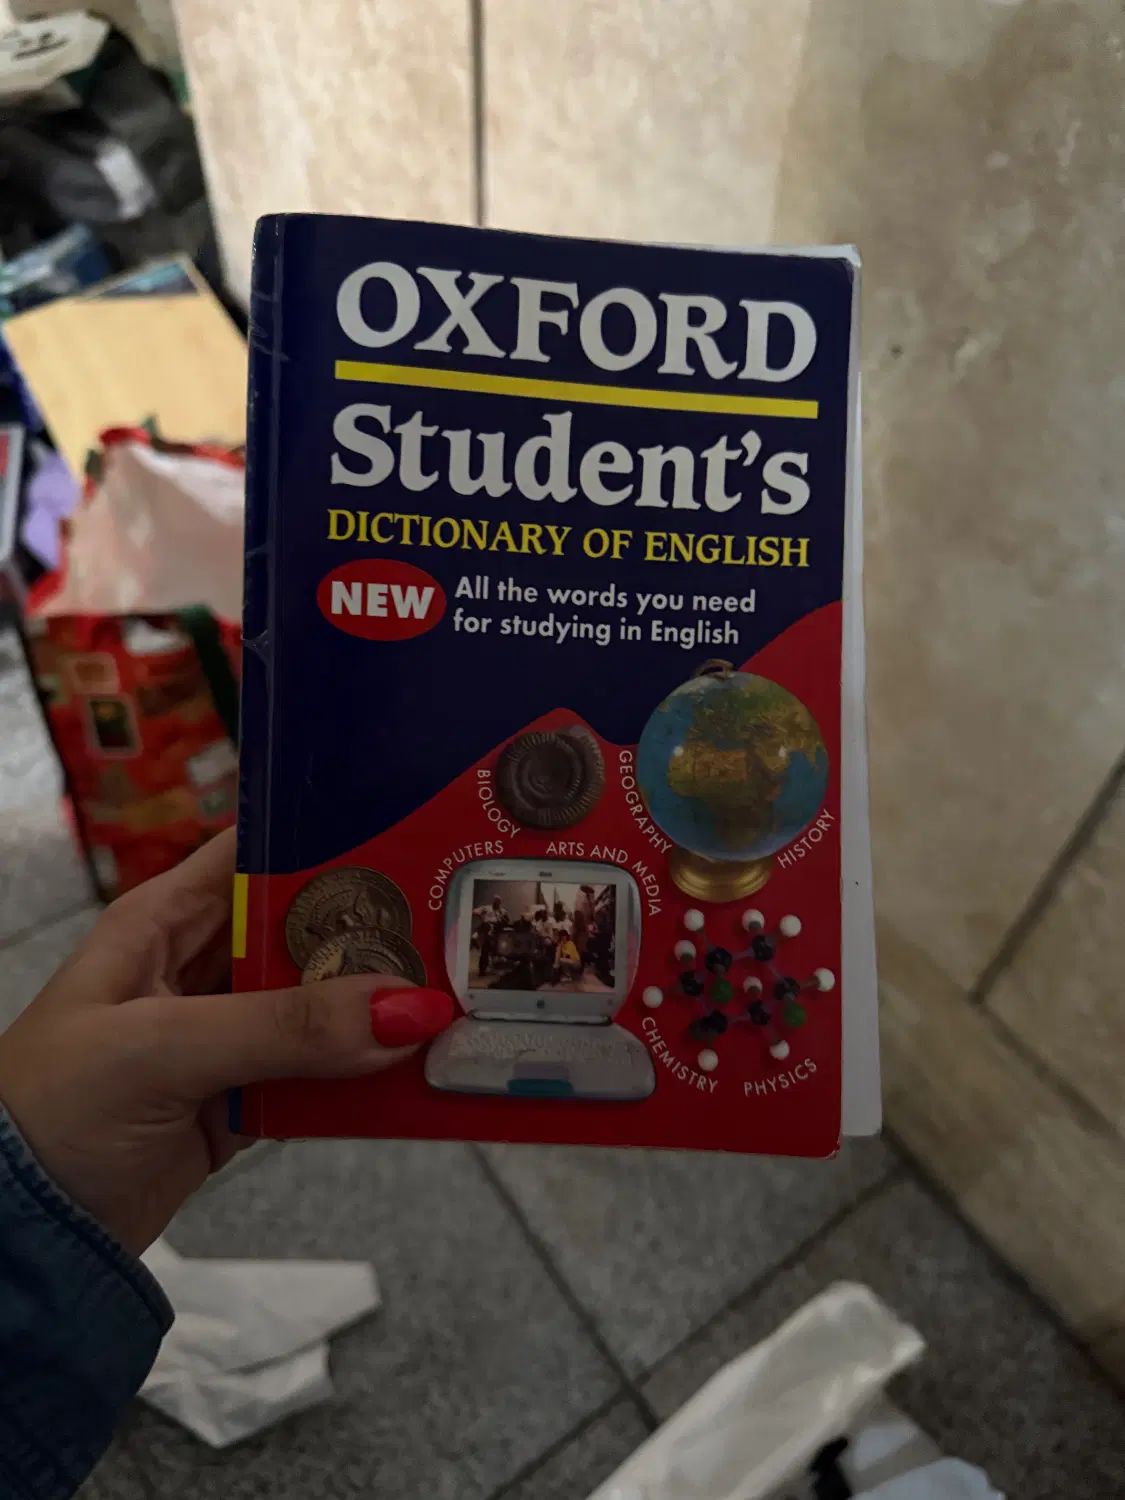 OXFORD
Student's
DICTIONARY OF ENGLISH
NEW
All the words you need
for studying in English
BIOLOGY
GEOGRAPHY
HISTORY
COMPUTERS
ARTS AND MEDIA
CHEMISTRY
PHYSICS